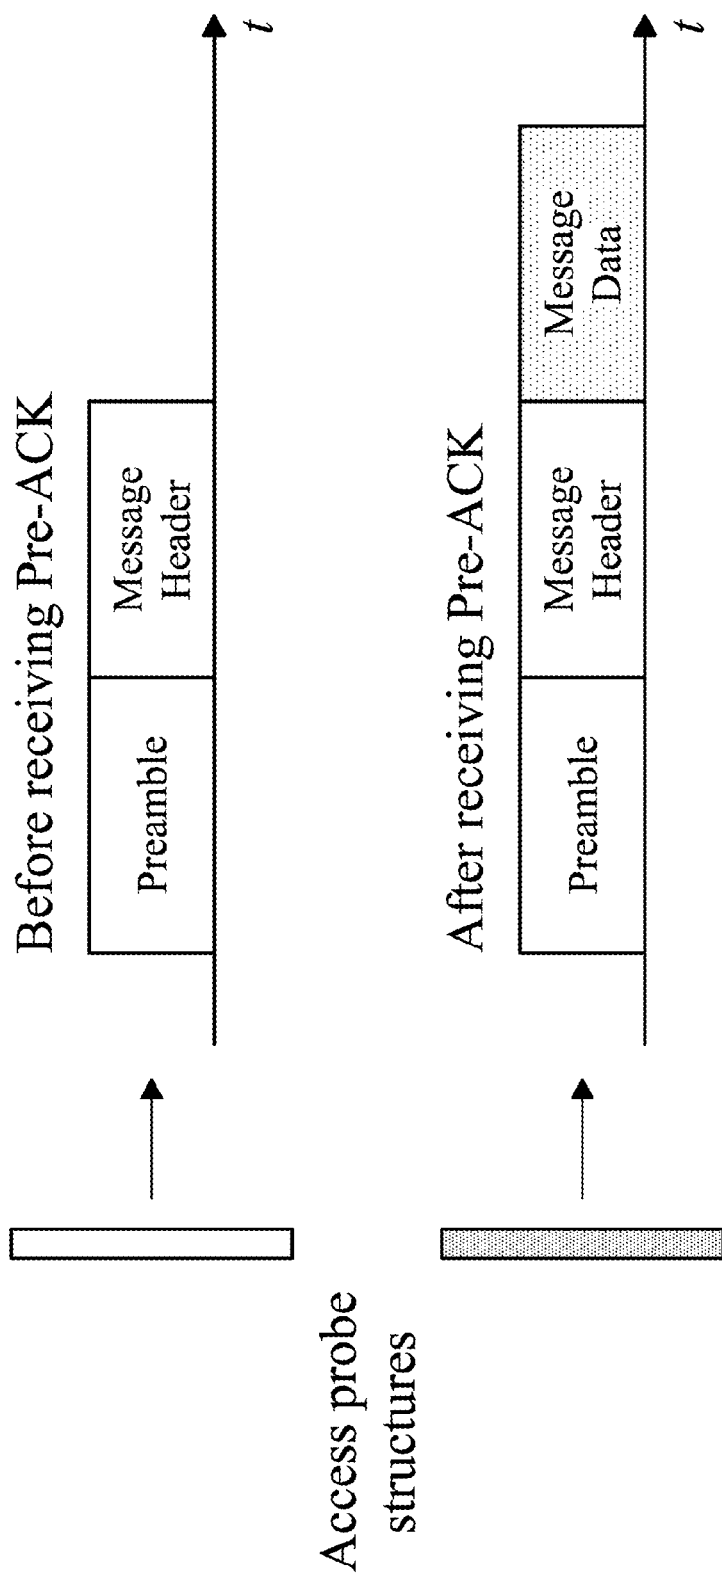 Before receiving Pre-ACK
Preamble
Message
Header
t
Access probe
structures
After receiving Pre-ACK
Preamble
Message
Header
Message
Data
t